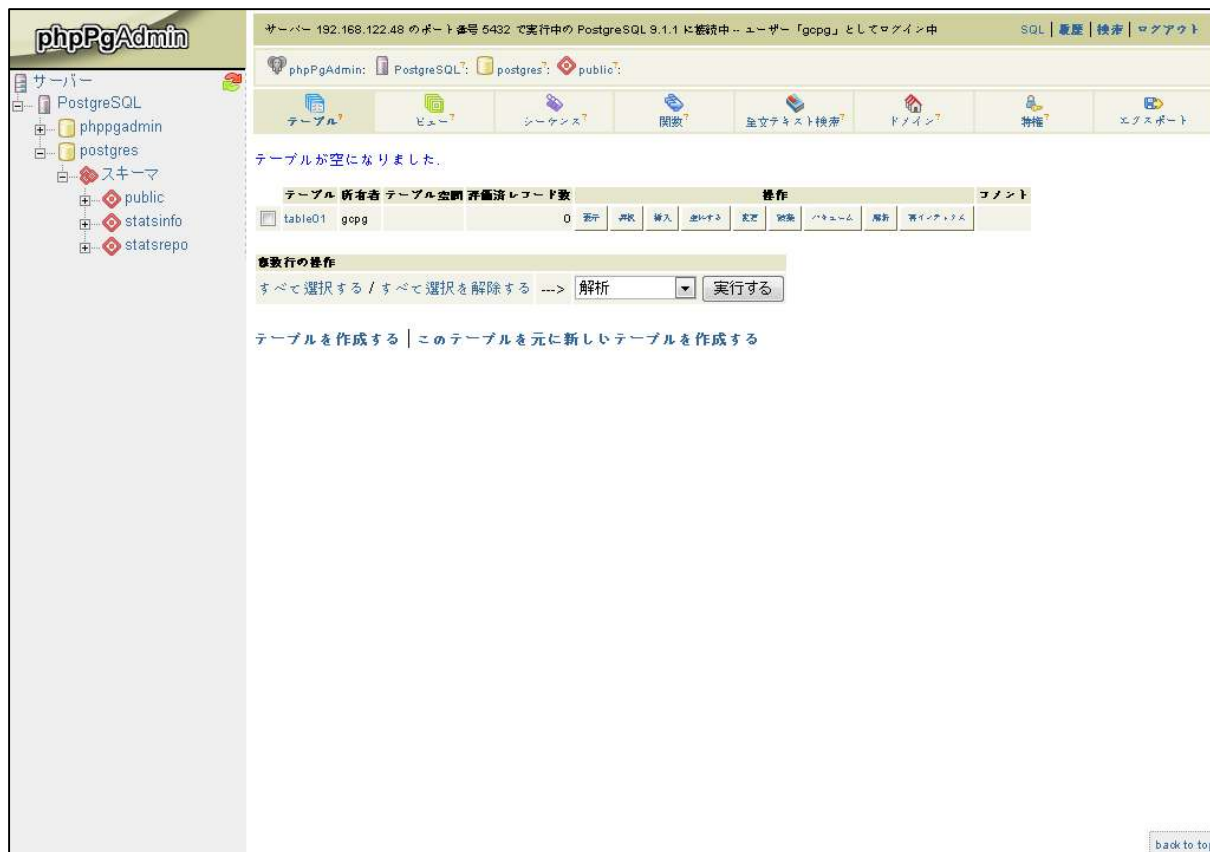 phpPgAdmin
サーバー
PostgreSQL
phppgadmin
postgres
スキーマ
public
statsinfo
statsrepo
サーバー 192.168.122.48 のポート番号 5432 で実行中の PostgreSQL 9.1.1 に接続中 -- ユーザー「gcpg」としてログイン中
SQL | 履歴 | 検索 | ログアウト
phpPgAdmin: PostgreSQL?: postgres?: public?:
テーブル? ビュー? シーケンス? 関数? 全文テキスト検索? ドメイン? 特権? エクスポート
テーブルが空になりました.
テーブル 所有者 テーブル空間 評価済レコード数 操作 コメント
table01 gcpg 0 表示 選択 挿入 空にする 変更 破棄 バキューム 解析 再インデックス
複数行の操作
すべて選択する / すべて選択を解除する ---> 解析 実行する
テーブルを作成する | このテーブルを元に新しいテーブルを作成する
back to top